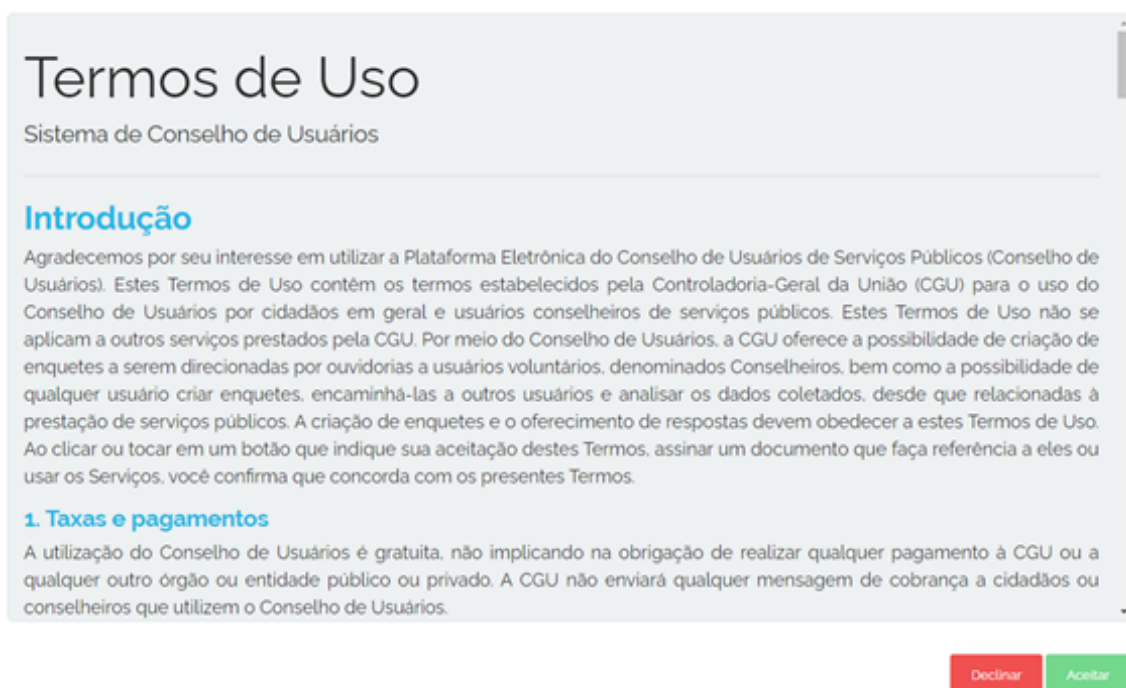 Termos de Uso
Sistema de Conselho de Usuários
Introdução
Agradecemos por seu interesse em utilizar a Plataforma Eletrônica do Conselho de Usuários de Serviços Públicos (Conselho de
Usuários). Estes Termos de Uso contêm os termos estabelecidos pela Controladoria-Geral da União (CGU) para o uso do
Conselho de Usuários por cidadãos em geral e usuários conselheiros de serviços públicos. Estes Termos de Uso não se
aplicam a outros serviços prestados pela CGU. Por meio do Conselho de Usuários, a CGU oferece a possibilidade de criação de
enquetes a serem direcionadas por ouvidorias a usuários voluntários, denominados Conselheiros, bem como a possibilidade de
qualquer usuário criar enquetes, encaminhá-las a outros usuários e analisar os dados coletados, desde que relacionadas à
prestação de serviços públicos. A criação de enquetes e o oferecimento de respostas devem obedecer a estes Termos de Uso.
Ao clicar ou tocar em um botão que indique sua aceitação destes Termos, assinar um documento que faça referência a eles ou
usar os Serviços, você confirma que concorda com os presentes Termos.
1. Taxas e pagamentos
A utilização do Conselho de Usuários é gratuita, não implicando na obrigação de realizar qualquer pagamento à CGU ou a
qualquer outro órgão ou entidade público ou privado. A CGU não enviará qualquer mensagem de cobrança a cidadãos ou
conselheiros que utilizem o Conselho de Usuários.
Declinar Aceitar